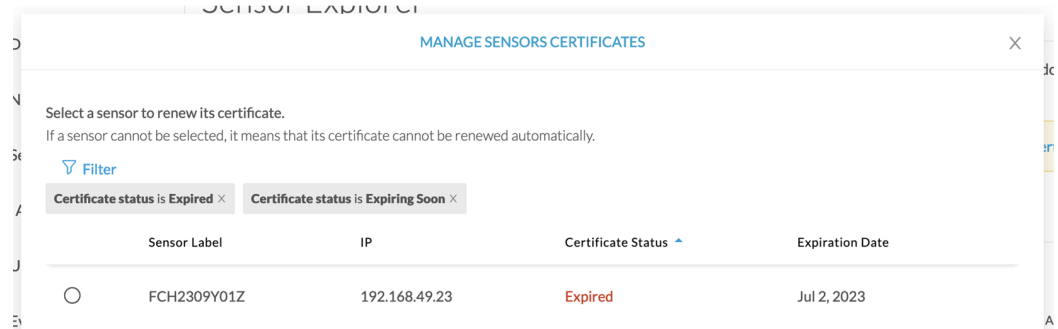 Sensor Explorer
MANAGE SENSORS CERTIFICATES
Select a sensor to renew its certificate.
If a sensor cannot be selected, it means that its certificate cannot be renewed automatically.
Filter
Certificate status is Expired × Certificate status is Expiring Soon ×
Sensor Label IP Certificate Status Expiration Date
FCH2309Y01Z 192.168.49.23 Expired Jul 2, 2023